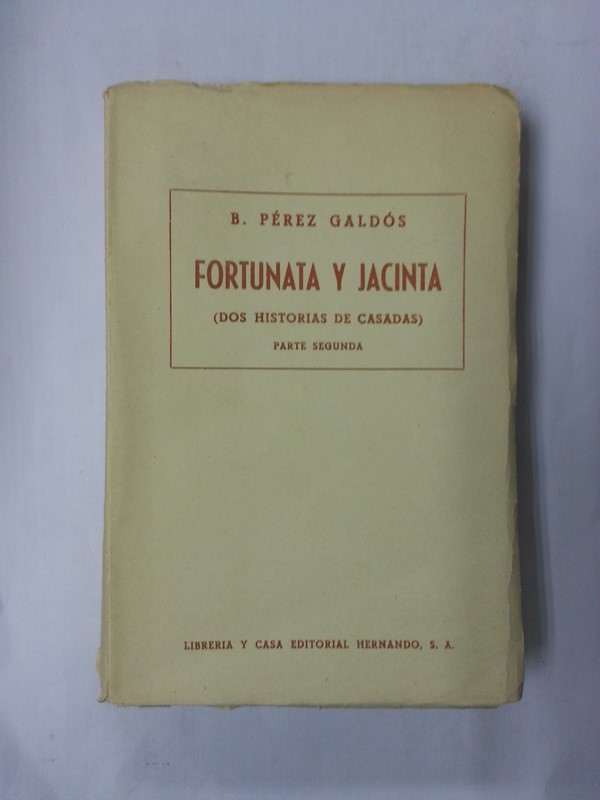 B. PÉREZ GALDÓS
FORTUNATA Y JACINTA
(DOS HISTORIAS DE CASADAS)
PARTE SEGUNDA
LIBRERIA Y CASA EDITORIAL HERNANDO, S. A.